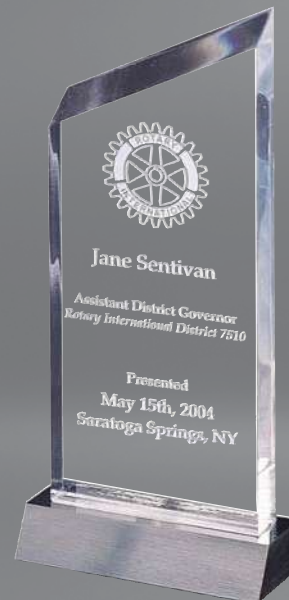 ROTARY
INTERNATIONAL
Jane Sentivan
Assistant District Governor
Rotary International District 7510
Presented
May 15th, 2004
Saratoga Springs, NY